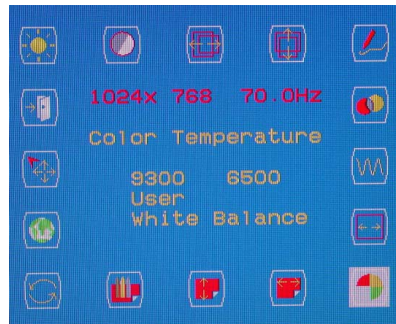 1024x 768 70.0Hz
Color Temperature
9300 6500
User
White Balance